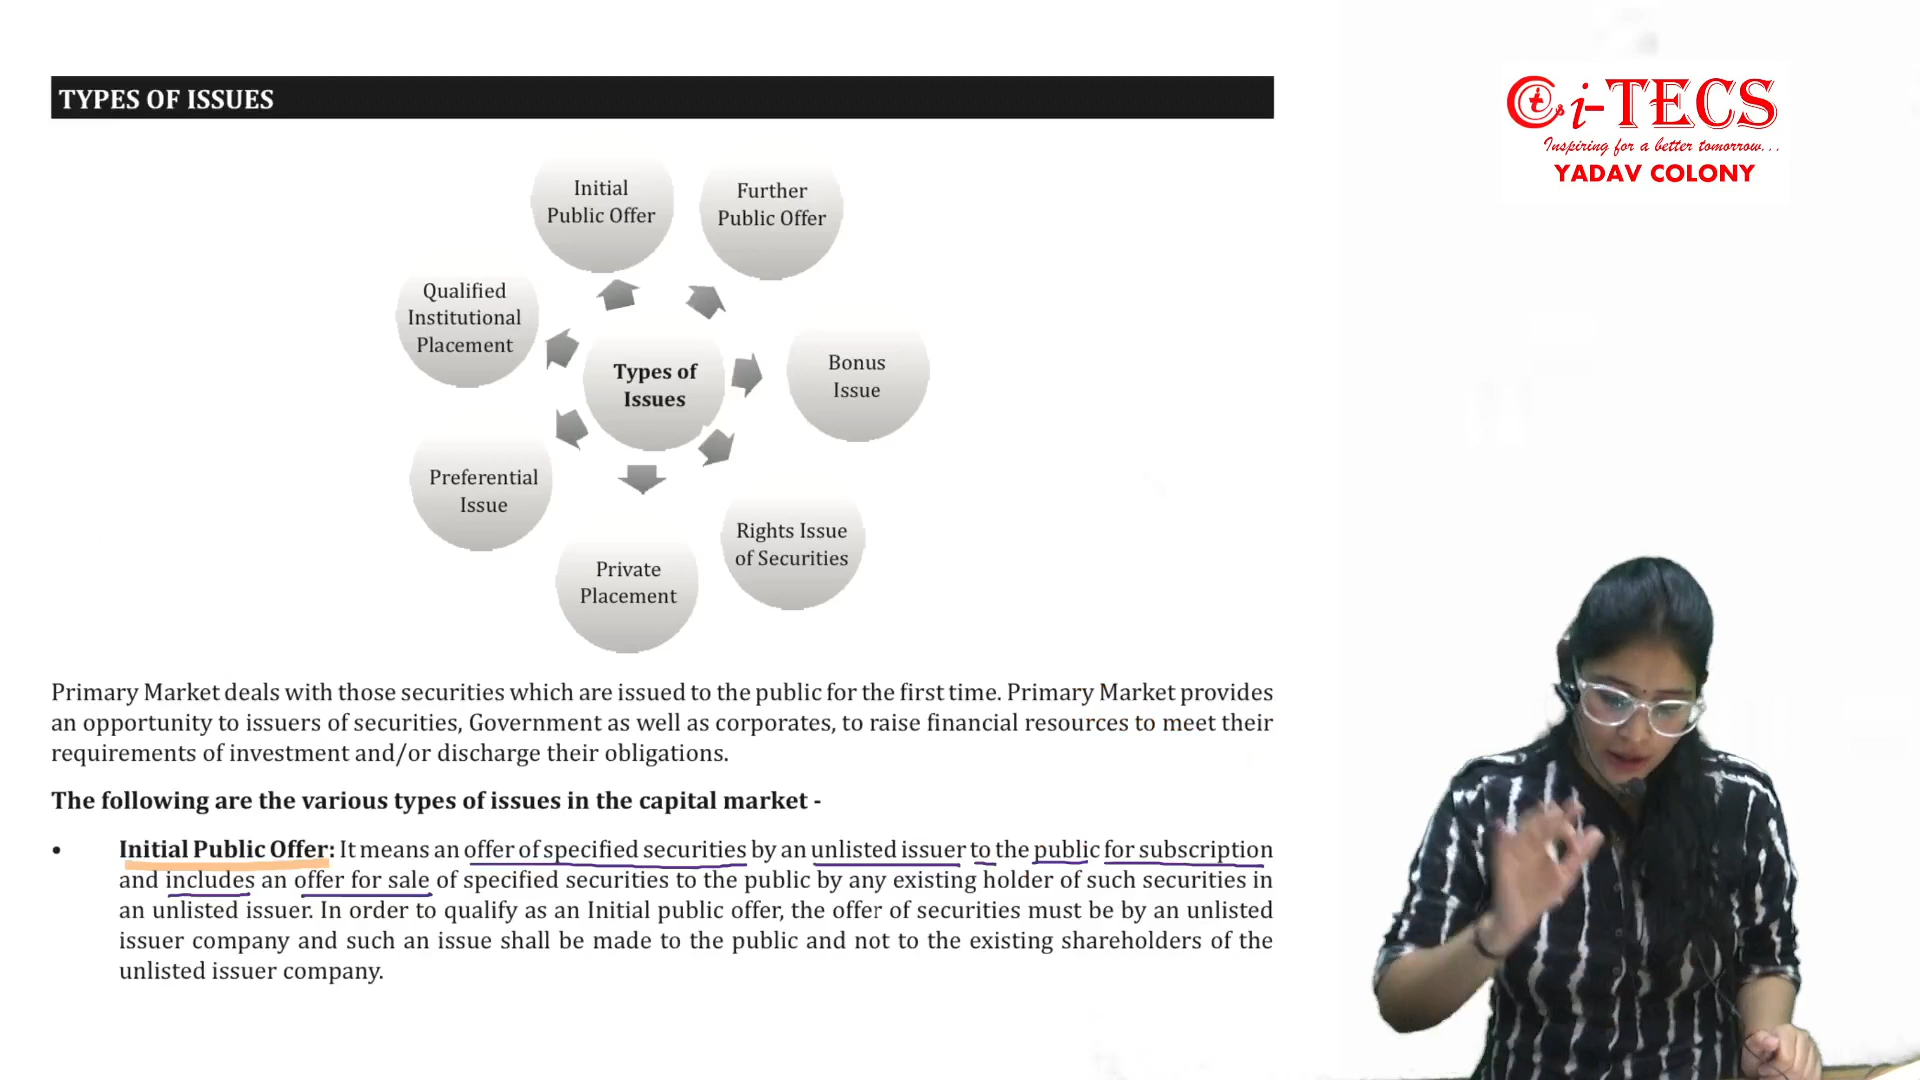 TYPES OF ISSUES
Initial
Public Offer
Further
Public Offer
Qualified
Institutional
Placement
Types of
Issues
Bonus
Issue
Preferential
Issue
Rights Issue
of Securities
Private
Placement
Primary Market deals with those securities which are issued to the public for the first time. Primary Market provides
an opportunity to issuers of securities, Government as well as corporates, to raise financial resources to meet their
requirements of investment and/or discharge their obligations.
The following are the various types of issues in the capital market -
• Initial Public Offer: It means an offer of specified securities by an unlisted issuer to the public for subscription
and includes an offer for sale of specified securities to the public by any existing holder of such securities in
an unlisted issuer. In order to qualify as an Initial public offer, the offer of securities must be by an unlisted
issuer company and such an issue shall be made to the public and not to the existing shareholders of the
unlisted issuer company.
i-TECS
Inspiring for a better tomorrow...
YADAV COLONY